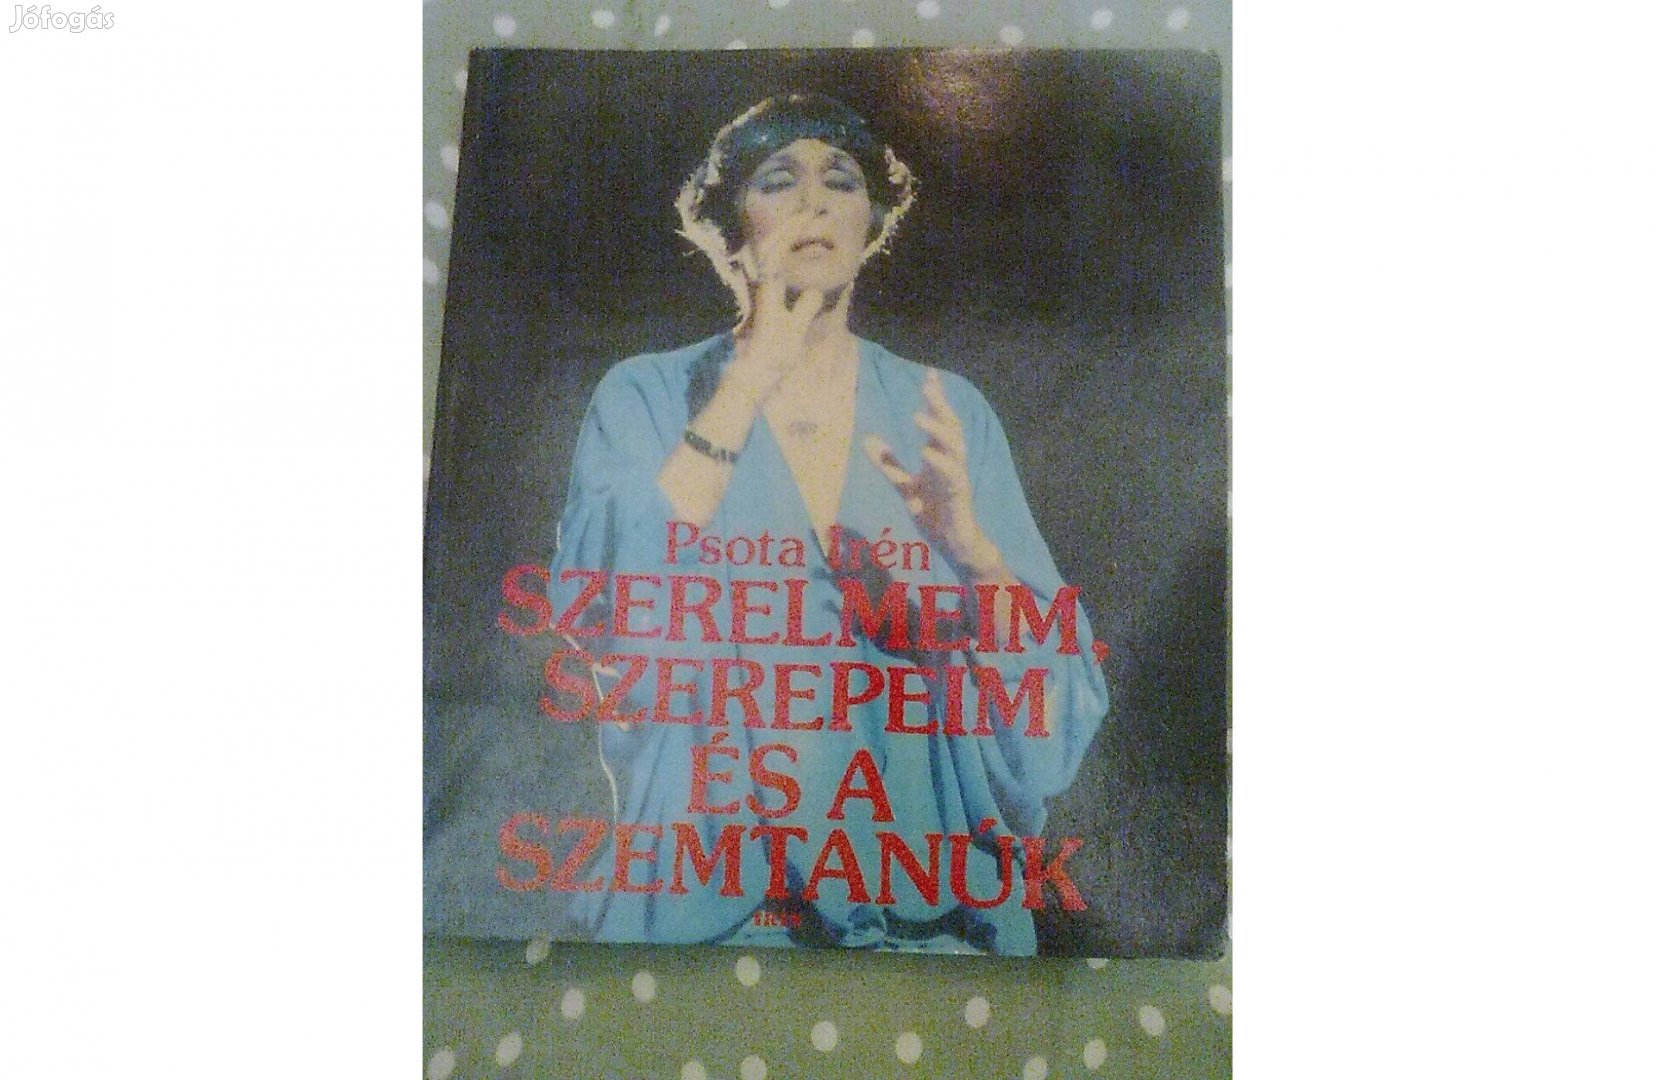 Jófogás
Psota Irén
SZERELMEIM,
SZEREPEIM
ÉS A
SZEMTANÚK